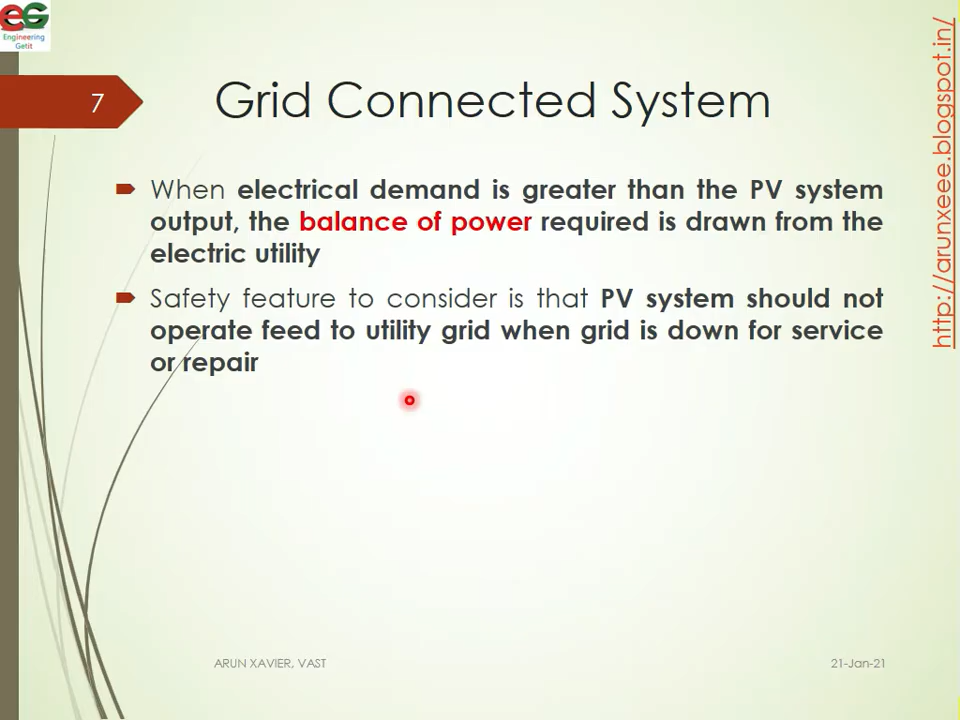 EG
Engineering
Getit
7
Grid Connected System
When electrical demand is greater than the PV system
output, the balance of power required is drawn from the
electric utility
Safety feature to consider is that PV system should not
operate feed to utility grid when grid is down for service
or repair
http://arunxeee.blogspot.in/
ARUN XAVIER, VAST
21-Jan-21